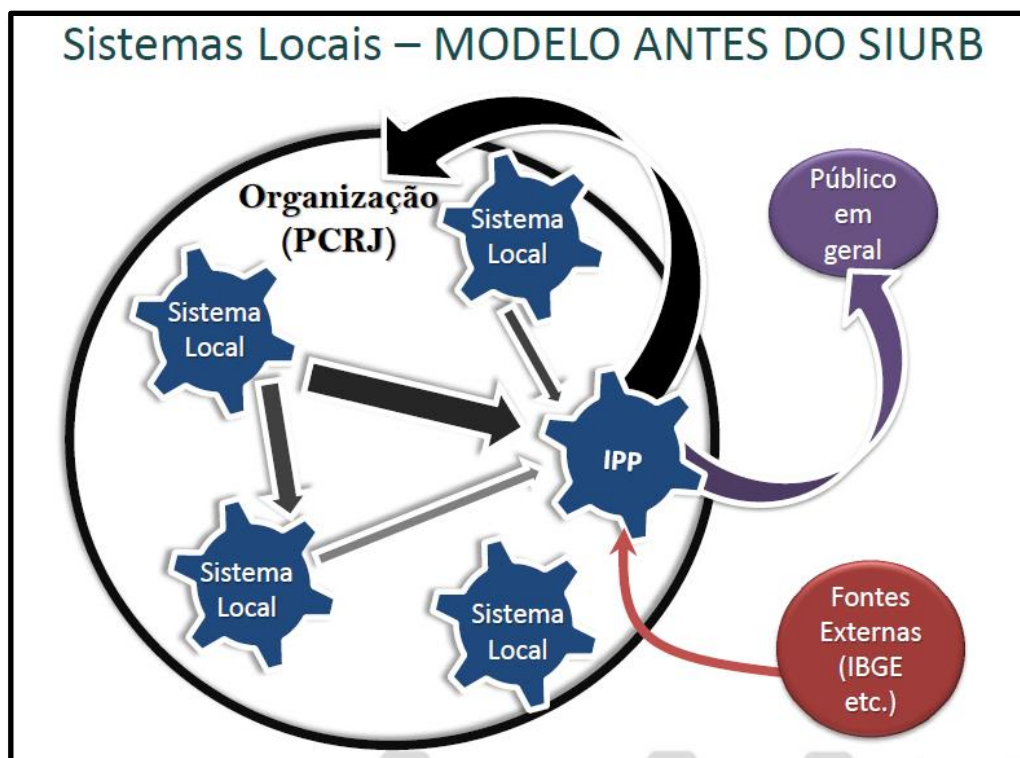 Sistemas Locais – MODELO ANTES DO SIURB
Organização
(PCRJ)
Sistema
Local
Público
em
geral
Sistema
Local
IPP
Sistema
Local
Sistema
Local
Fontes
Externas
(IBGE
etc.)